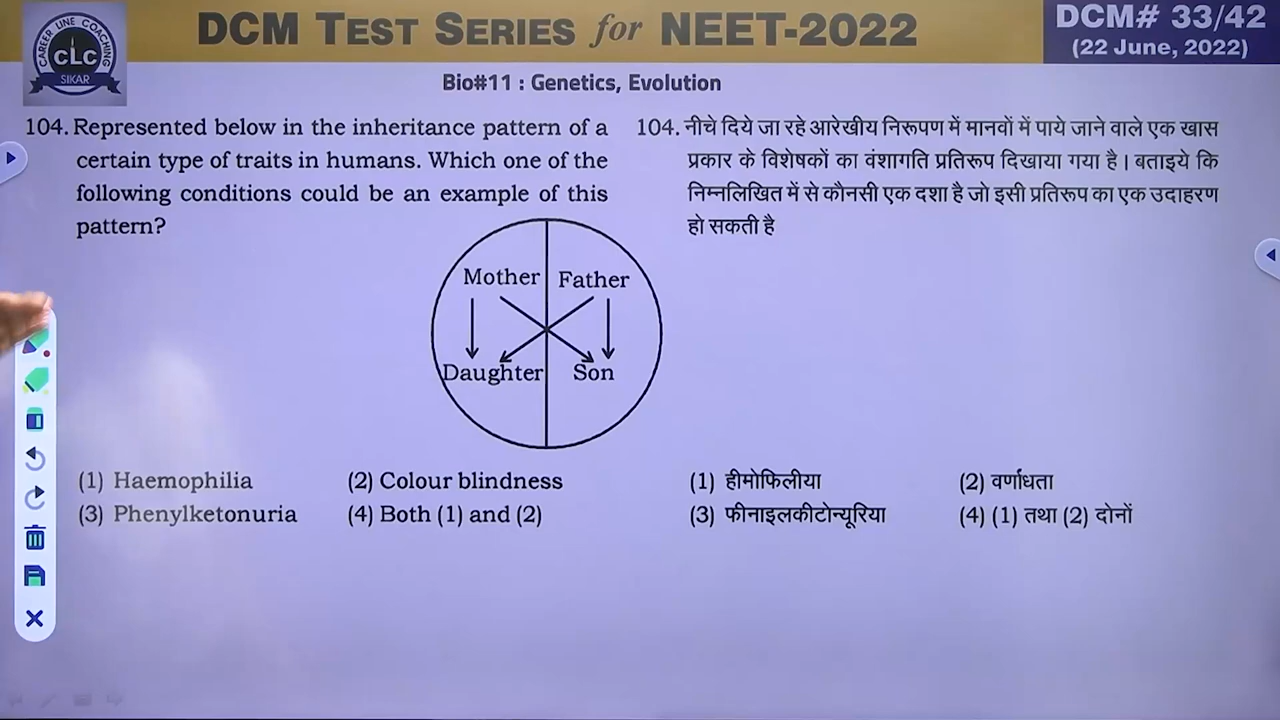 DCM TEST SERIES for NEET-2022
DCM# 33/42
(22 June, 2022)
CAREER LINE COACHING
CLC
SIKAR
Bio#11 : Genetics, Evolution
104. Represented below in the inheritance pattern of a
certain type of traits in humans. Which one of the
following conditions could be an example of this
pattern?
Mother Father
Daughter Son
(1) Haemophilia (2) Colour blindness
(3) Phenylketonuria (4) Both (1) and (2)
104. नीचे दिये जा रहे आरेखीय निरूपण में मानवों में पाये जाने वाले एक खास
प्रकार के विशेषकों का वंशागति प्रतिरूप दिखाया गया है। बताइये कि
निम्नलिखित में से कौनसी एक दशा है जो इसी प्रतिरूप का एक उदाहरण
हो सकती है
(1) हीमोफिलीया (2) वर्णाधता
(3) फीनाइलकीटोन्यूरिया (4) (1) तथा (2) दोनों